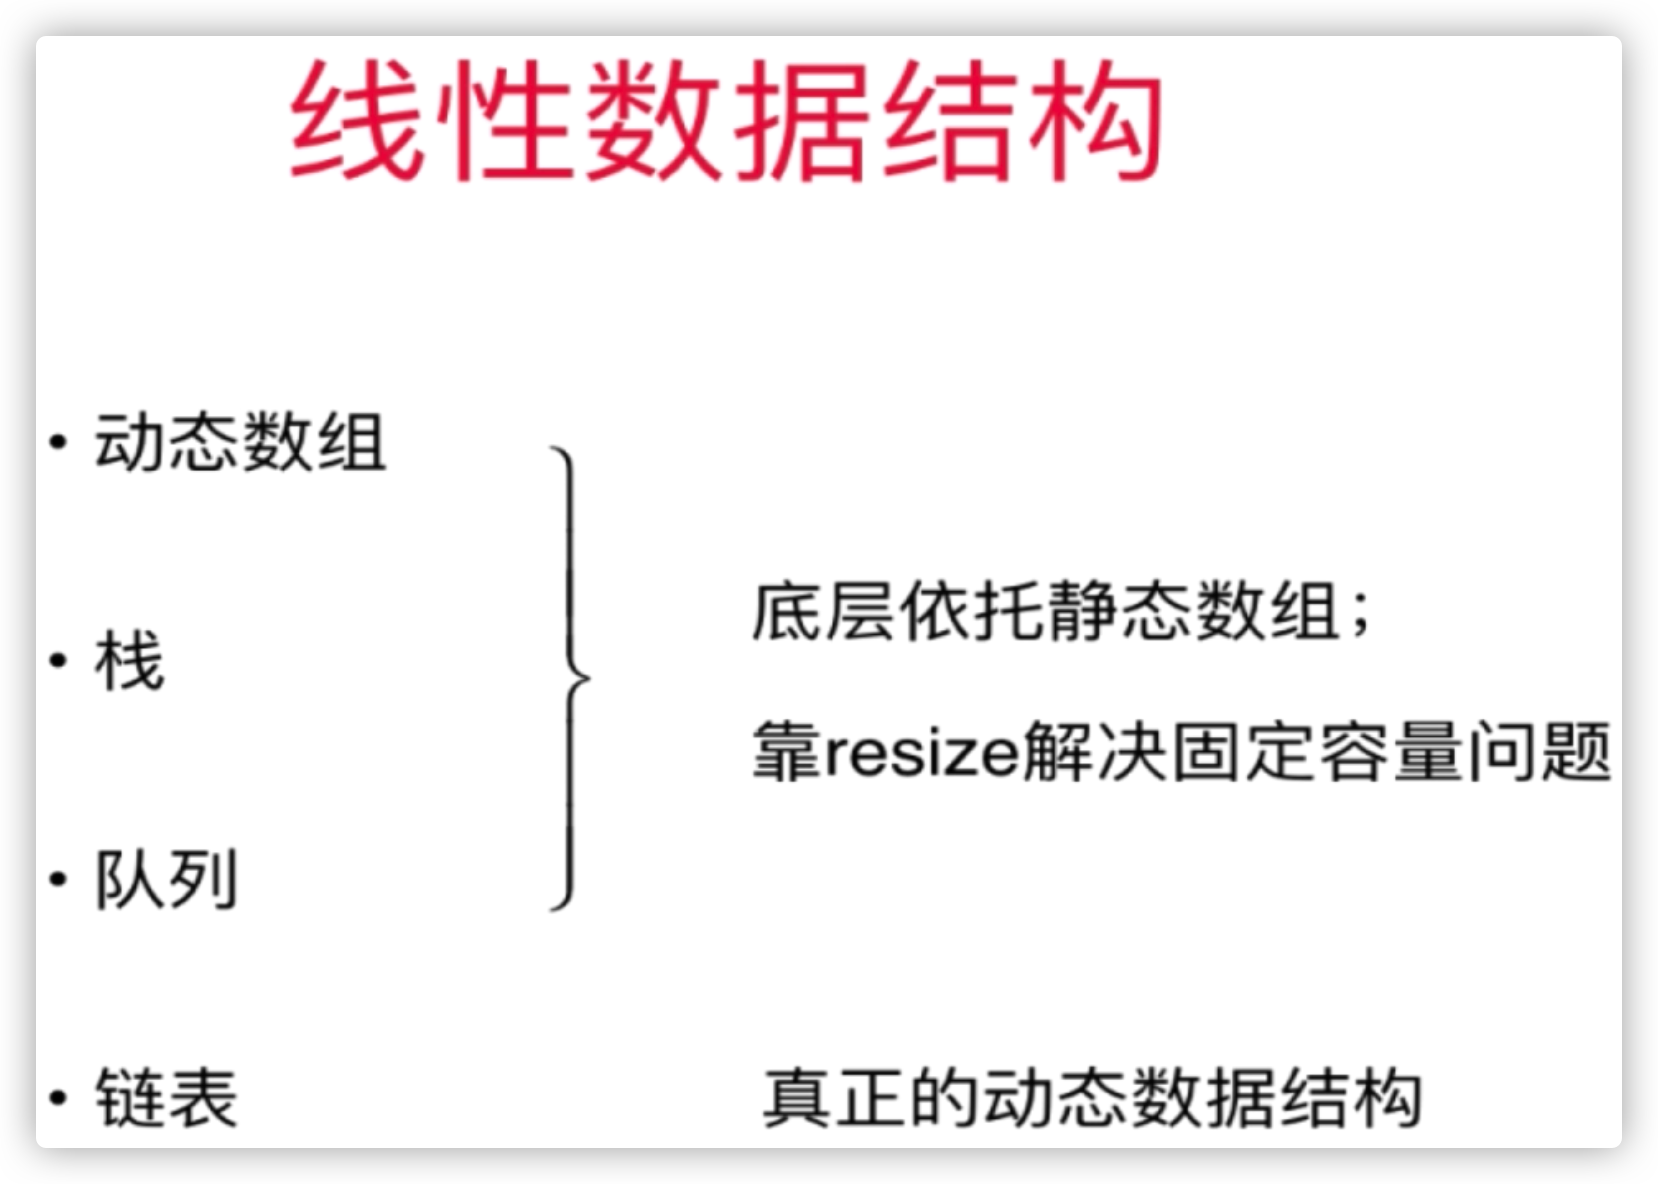 线性数据结构
• 动态数组
• 栈
• 队列
底层依托静态数组；
靠resize解决固定容量问题
• 链表
真正的动态数据结构